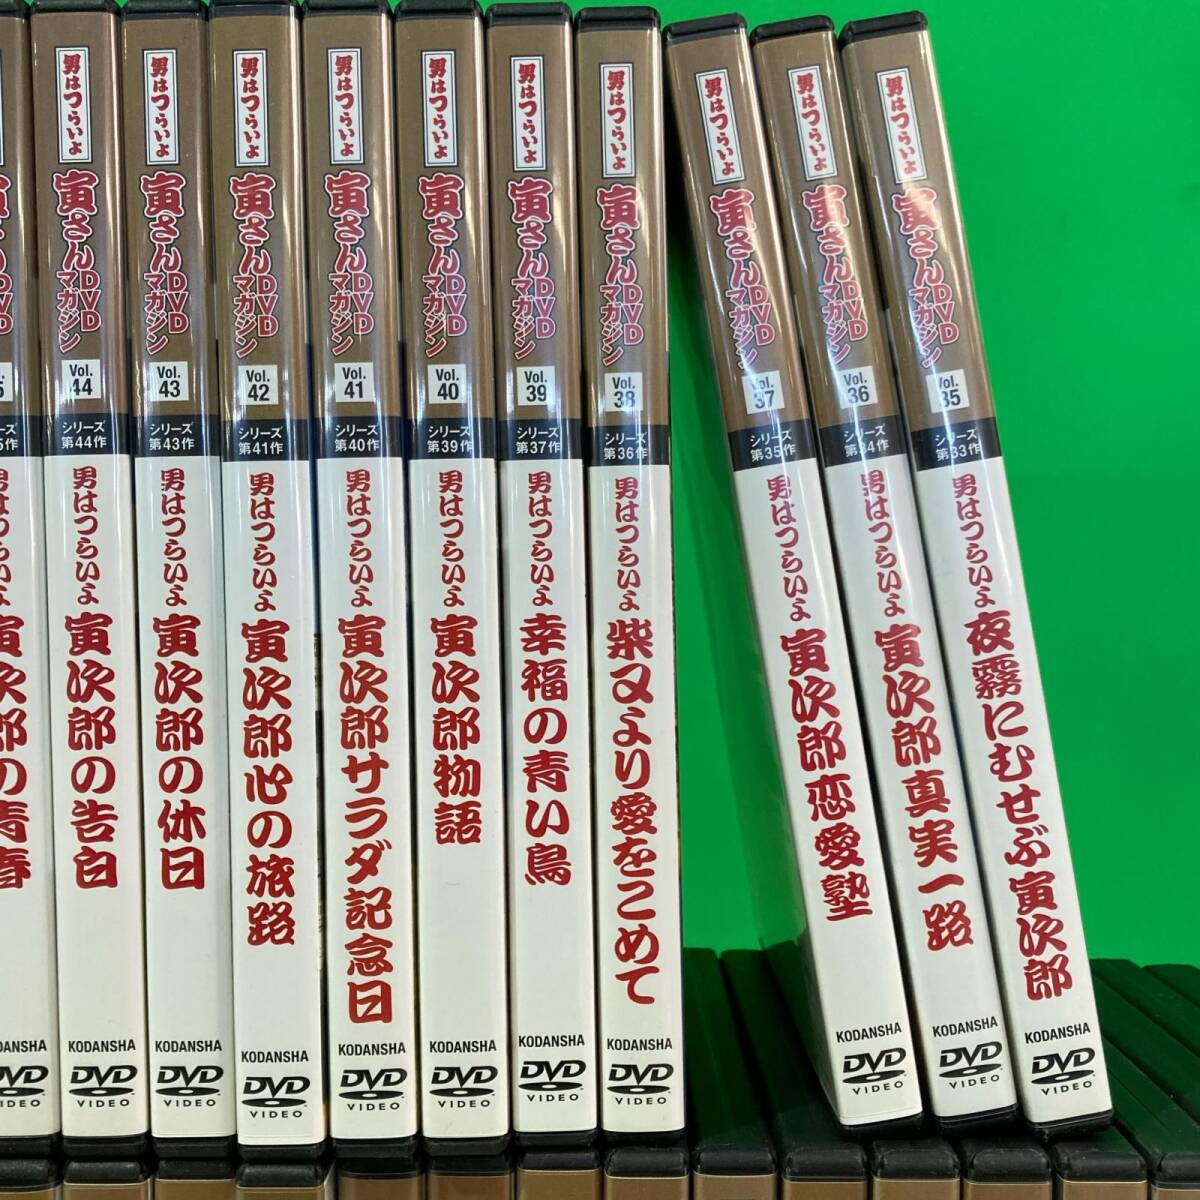 男はつらいよ
寅さんDVDマガジン
Vol. 44
シリーズ
第44作
男はつらいよ 寅次郎の告白
KODANSHA
DVD
VIDEO
男はつらいよ
寅さんDVDマガジン
Vol. 43
シリーズ
第43作
男はつらいよ 寅次郎の休日
KODANSHA
DVD
VIDEO
男はつらいよ
寅さんDVDマガジン
Vol. 42
シリーズ
第41作
男はつらいよ 寅次郎心の旅路
KODANSHA
DVD
VIDEO
男はつらいよ
寅さんDVDマガジン
Vol. 41
シリーズ
第40作
男はつらいよ 寅次郎サラダ記念日
KODANSHA
DVD
VIDEO
男はつらいよ
寅さんDVDマガジン
Vol. 40
シリーズ
第39作
男はつらいよ 寅次郎物語
KODANSHA
DVD
VIDEO
男はつらいよ
寅さんDVDマガジン
Vol. 39
シリーズ
第37作
男はつらいよ 幸福の青い鳥
KODANSHA
DVD
VIDEO
男はつらいよ
寅さんDVDマガジン
Vol. 38
シリーズ
第36作
男はつらいよ 柴又より愛をこめて
KODANSHA
DVD
VIDEO
男はつらいよ
寅さんDVDマガジン
Vol. 37
シリーズ
第35作
男はつらいよ 寅次郎恋愛塾
KODANSHA
DVD
VIDEO
男はつらいよ
寅さんDVDマガジン
Vol. 36
シリーズ
第34作
男はつらいよ 寅次郎真実一路
KODANSHA
DVD
VIDEO
男はつらいよ
寅さんDVDマガジン
Vol. 35
シリーズ
第33作
男はつらいよ 夜霧にむせぶ寅次郎
KODANSHA
DVD
VIDEO